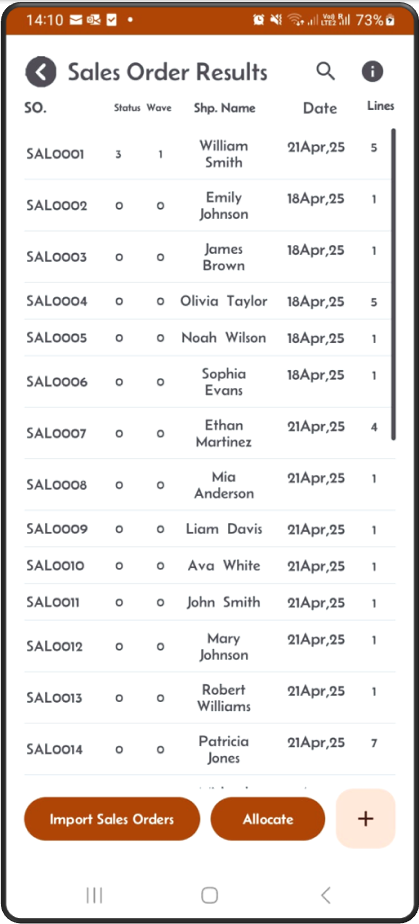 14:10 73%
Sales Order Results
SO. Status Wave Shp. Name Date Lines
SAL0001 3 1 William Smith 21Apr,25 5
SAL0002 0 0 Emily Johnson 18Apr,25 1
SAL0003 0 0 James Brown 18Apr,25 1
SAL0004 0 0 Olivia Taylor 18Apr,25 5
SAL0005 0 0 Noah Wilson 18Apr,25 1
SAL0006 0 0 Sophia Evans 18Apr,25 1
SAL0007 0 0 Ethan Martinez 21Apr,25 4
SAL0008 0 0 Mia Anderson 21Apr,25 1
SAL0009 0 0 Liam Davis 21Apr,25 1
SAL0010 0 0 Ava White 21Apr,25 1
SAL0011 0 0 John Smith 21Apr,25 1
SAL0012 0 0 Mary Johnson 21Apr,25 1
SAL0013 0 0 Robert Williams 21Apr,25 1
SAL0014 0 0 Patricia Jones 21Apr,25 7
Import Sales Orders Allocate +